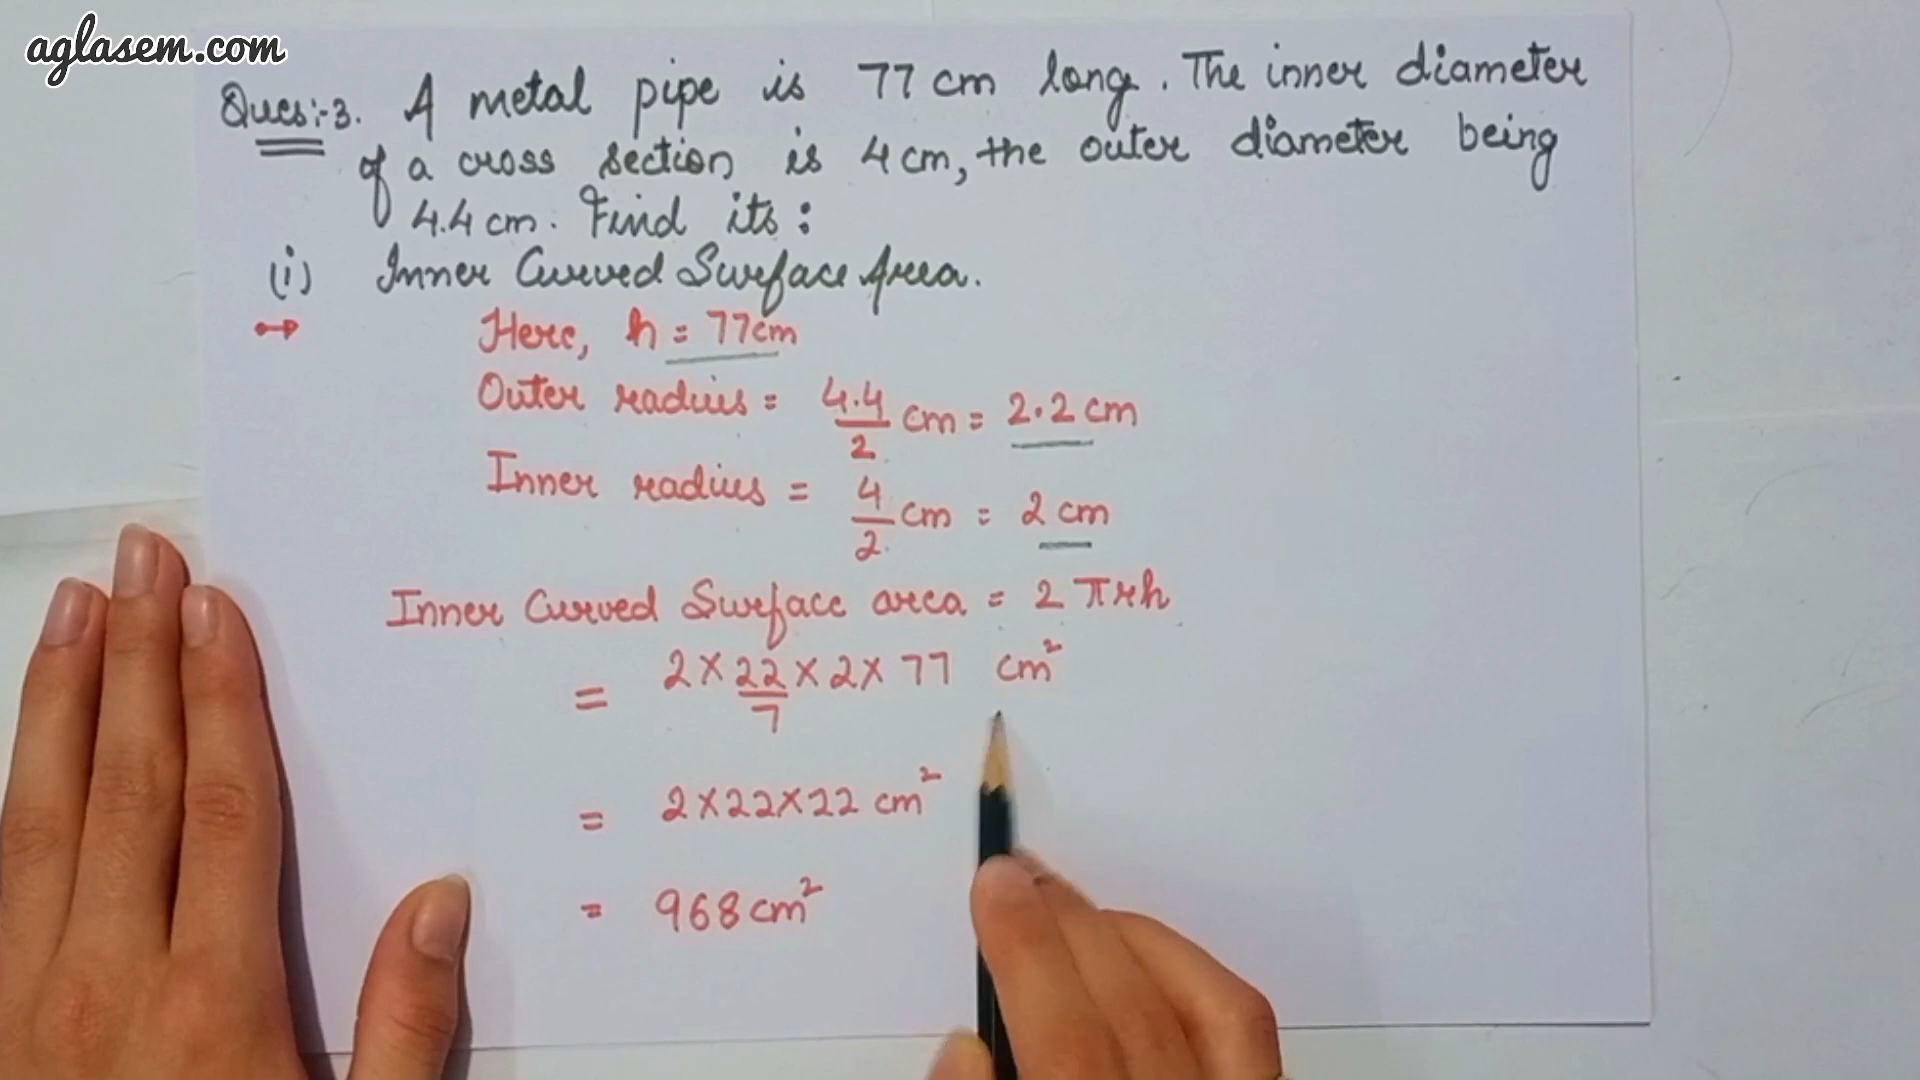 aglasem.com
Ques:-3. A metal pipe is 77 cm long. The inner diameter
of a cross section is 4 cm, the outer diameter being
4.4 cm. Find its:
(i) Inner Curved Surface Area.
Here, h = 77cm
Outer radius = 4.4/2 cm = 2.2 cm
Inner radius = 4/2 cm = 2 cm
Inner Curved Surface area = 2 πrh
= 2 × 22/7 × 2 × 77 cm²
= 2 × 22 × 22 cm²
= 968 cm²